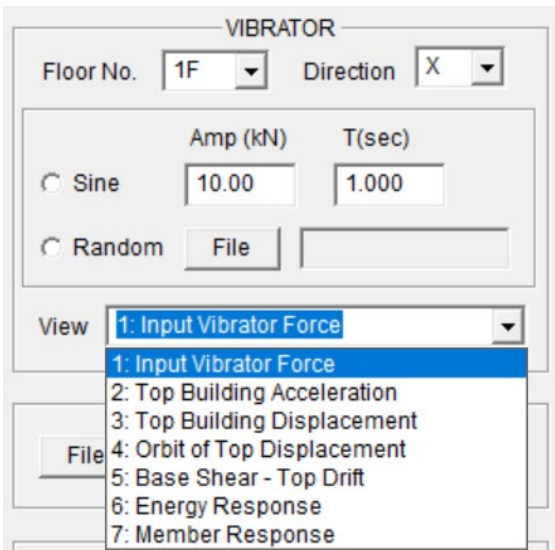 VIBRATOR
Floor No. 1F Direction X
Amp (kN) T(sec)
Sine 10.00 1.000
Random File
View 1: Input Vibrator Force
1: Input Vibrator Force
2: Top Building Acceleration
3: Top Building Displacement
4: Orbit of Top Displacement
5: Base Shear - Top Drift
File
6: Energy Response
7: Member Response